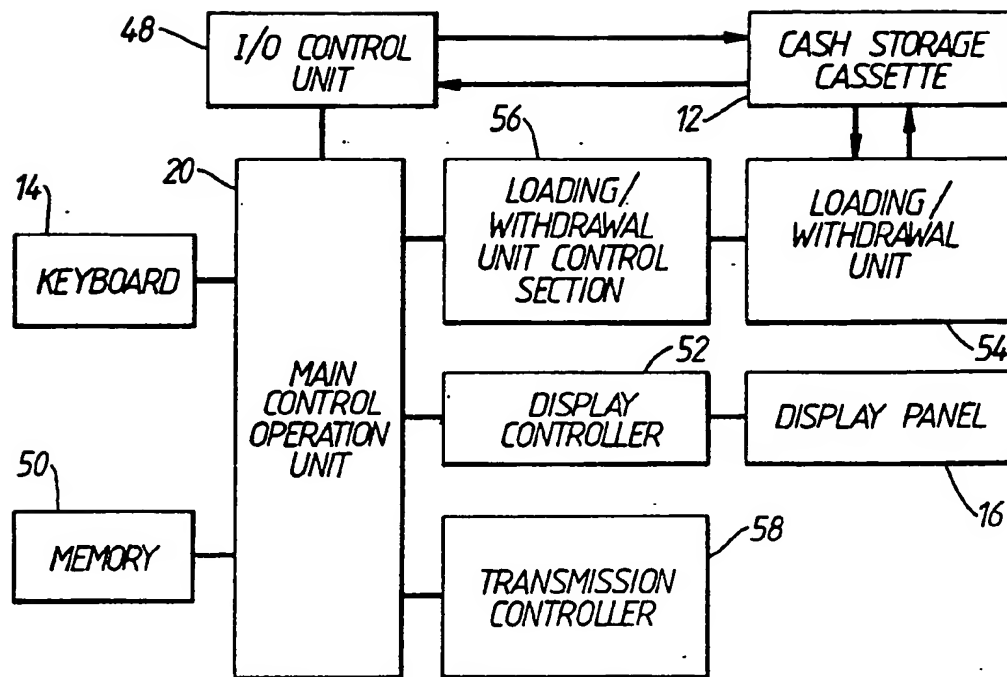 48
I/O CONTROL
UNIT
CASH STORAGE
CASSETTE
12
56
20
LOADING/
WITHDRAWAL
UNIT CONTROL
SECTION
LOADING/
WITHDRAWAL
UNIT
54
14
KEYBOARD
MAIN
CONTROL
OPERATION
UNIT
52
DISPLAY
CONTROLLER
DISPLAY PANEL
16
50
MEMORY
58
TRANSMISSION
CONTROLLER